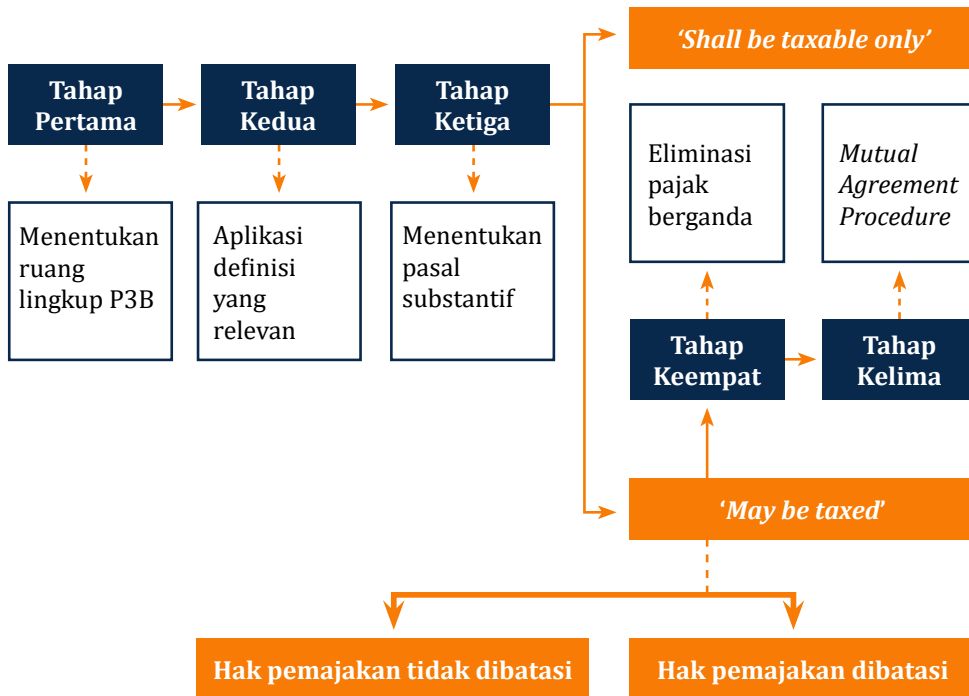 ‘Shall be taxable only’
Tahap
Pertama
Tahap
Kedua
Tahap
Ketiga
Menentukan
ruang
lingkup P3B
Aplikasi
definisi
yang
relevan
Menentukan
pasal
substantif
Eliminasi
pajak
berganda
Mutual
Agreement
Procedure
Tahap
Keempat
Tahap
Kelima
‘May be taxed’
Hak pemajakan tidak dibatasi
Hak pemajakan dibatasi